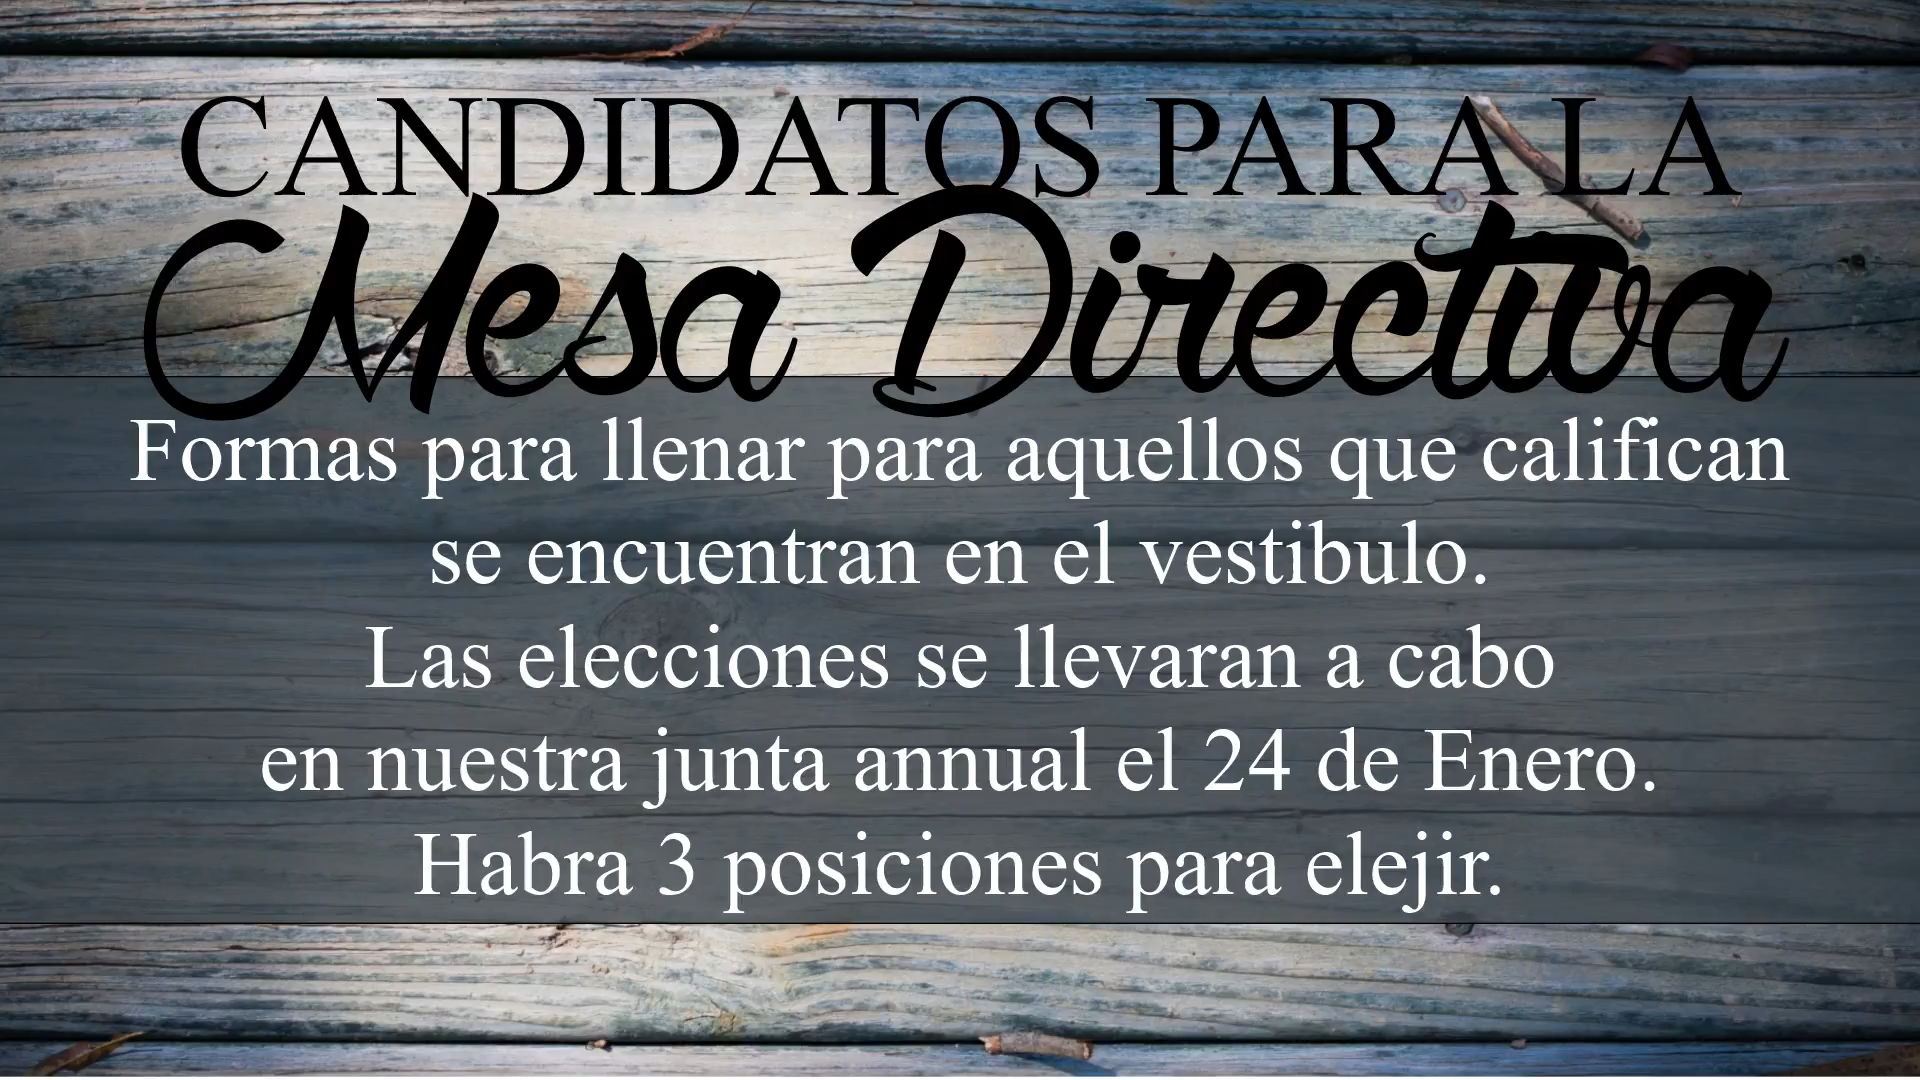 CANDIDATOS PARA LA
Mesa Directiva
Formas para llenar para aquellos que califican
se encuentran en el vestibulo.
Las elecciones se llevaran a cabo
en nuestra junta annual el 24 de Enero.
Habra 3 posiciones para elejir.